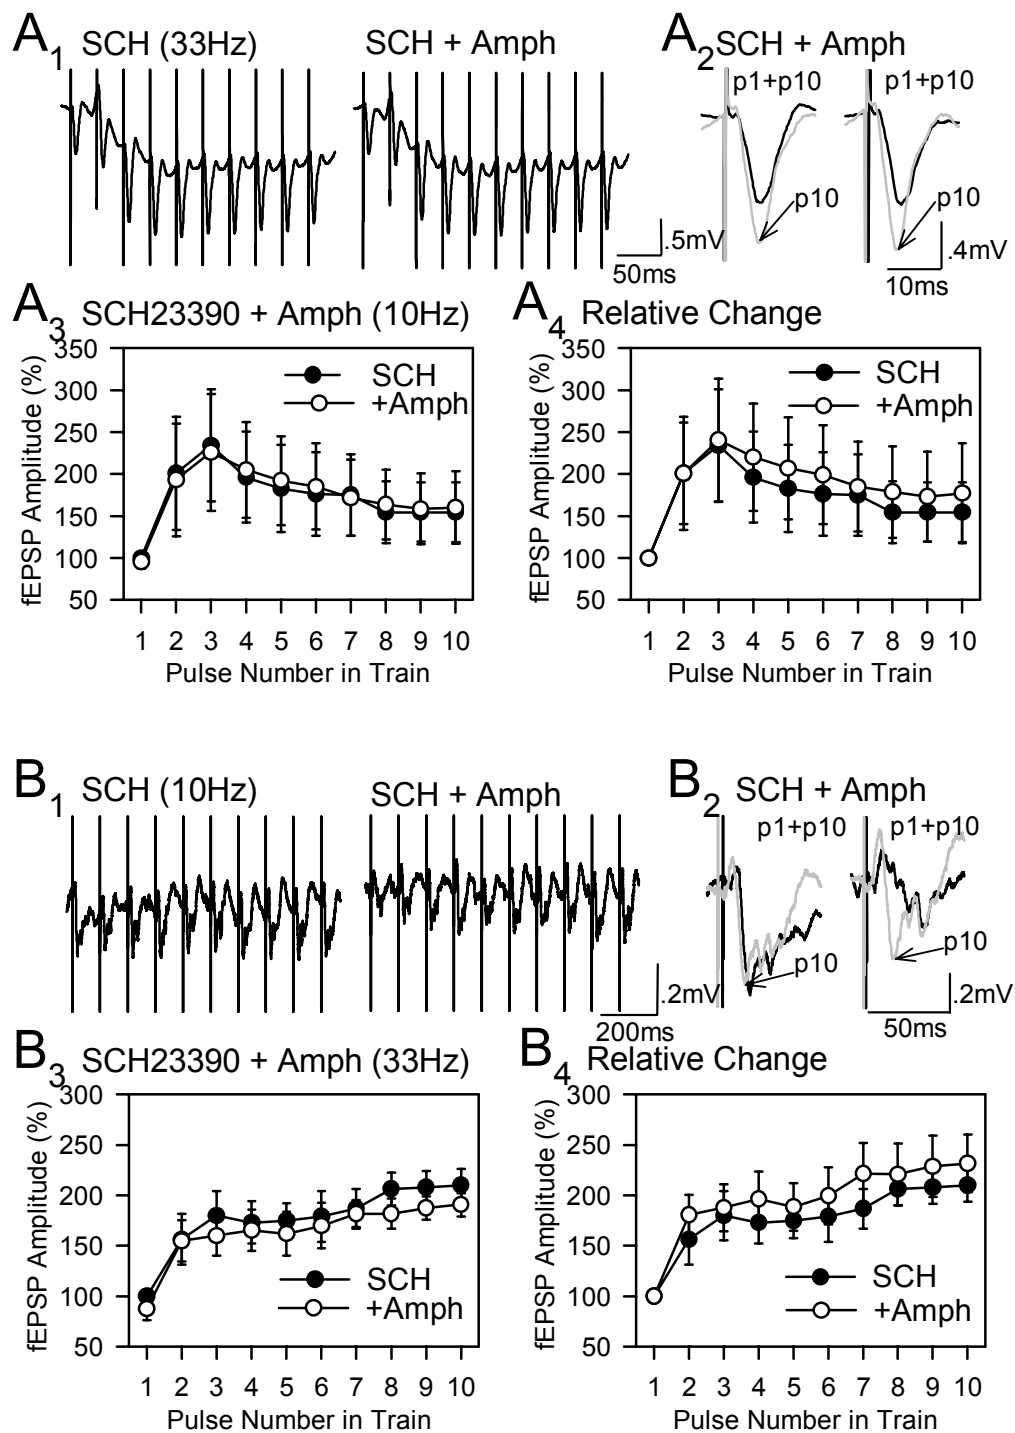 A1 SCH (33Hz) SCH + Amph A2 SCH + Amph
p1+p10 p1+p10
p10 p10
.5mV .4mV
50ms 10ms
A3 SCH23390 + Amph (10Hz) A4 Relative Change
fEPSP Amplitude (%)
350
300
250
200
150
100
50
SCH
+Amph
1 2 3 4 5 6 7 8 9 10
Pulse Number in Train
fEPSP Amplitude (%)
350
300
250
200
150
100
50
SCH
+Amph
1 2 3 4 5 6 7 8 9 10
Pulse Number in Train
B1 SCH (10Hz) SCH + Amph B2 SCH + Amph
p1+p10 p1+p10
p10 p10
.2mV .2mV
200ms 50ms
B3 SCH23390 + Amph (33Hz) B4 Relative Change
fEPSP Amplitude (%)
300
250
200
150
100
50
SCH
+Amph
1 2 3 4 5 6 7 8 9 10
Pulse Number in Train
fEPSP Amplitude (%)
300
250
200
150
100
50
SCH
+Amph
1 2 3 4 5 6 7 8 9 10
Pulse Number in Train